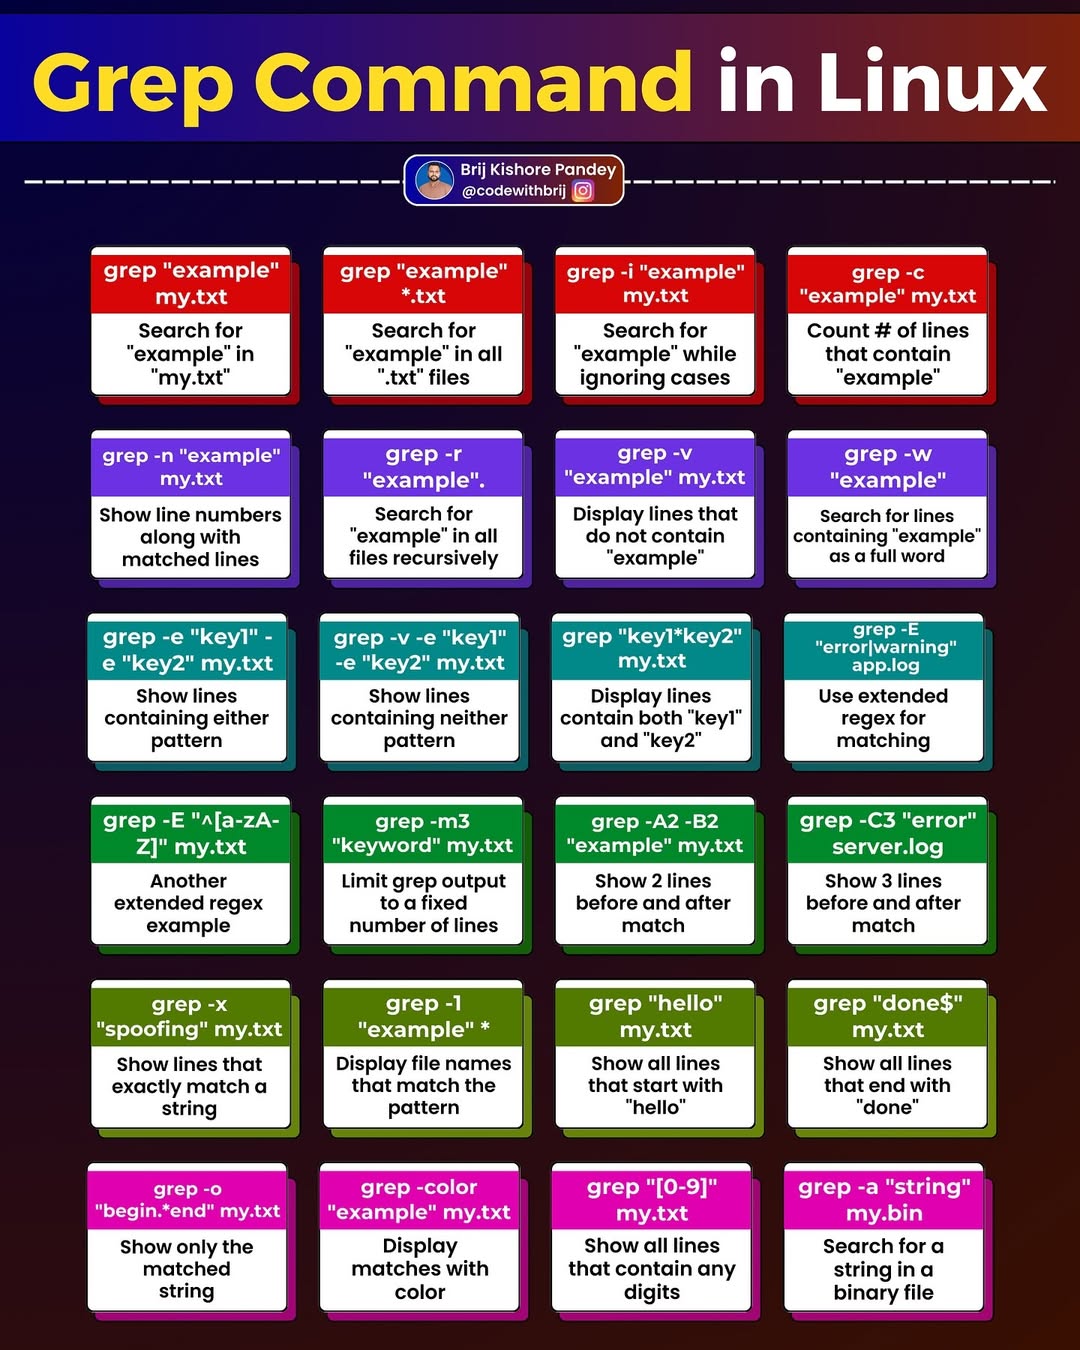 Grep Command in Linux
Brij Kishore Pandey
@codewithbrij
grep "example"
my.txt
Search for
"example" in
"my.txt"
grep "example"
*.txt
Search for
"example" in all
".txt" files
grep -i "example"
my.txt
Search for
"example" while
ignoring cases
grep -c
"example" my.txt
Count # of lines
that contain
"example"
grep -n "example"
my.txt
Show line numbers
along with
matched lines
grep -r
"example".
Search for
"example" in all
files recursively
grep -v
"example" my.txt
Display lines that
do not contain
"example"
grep -w
"example"
Search for lines
containing "example"
as a full word
grep -e "key1" -
e "key2" my.txt
Show lines
containing either
pattern
grep -v -e "key1"
-e "key2" my.txt
Show lines
containing neither
pattern
grep "key1*key2"
my.txt
Display lines
contain both "key1"
and "key2"
grep -E
"error|warning"
app.log
Use extended
regex for
matching
grep -E "^[a-zA-
Z]" my.txt
Another
extended regex
example
grep -m3
"keyword" my.txt
Limit grep output
to a fixed
number of lines
grep -A2 -B2
"example" my.txt
Show 2 lines
before and after
match
grep -C3 "error"
server.log
Show 3 lines
before and after
match
grep -x
"spoofing" my.txt
Show lines that
exactly match a
string
grep -1
"example" *
Display file names
that match the
pattern
grep "hello"
my.txt
Show all lines
that start with
"hello"
grep "done$"
my.txt
Show all lines
that end with
"done"
grep -o
"begin.*end" my.txt
Show only the
matched
string
grep -color
"example" my.txt
Display
matches with
color
grep "[0-9]"
my.txt
Show all lines
that contain any
digits
grep -a "string"
my.bin
Search for a
string in a
binary file